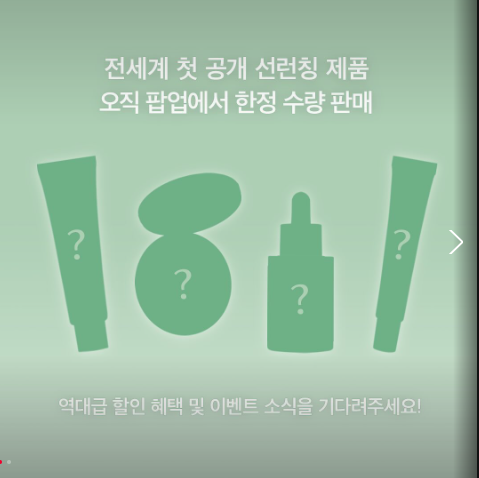 전세계 첫 공개 선런칭 제품
오직 팝업에서 한정 수량 판매
? ? ? ?
역대급 할인 혜택 및 이벤트 소식을 기다려주세요!